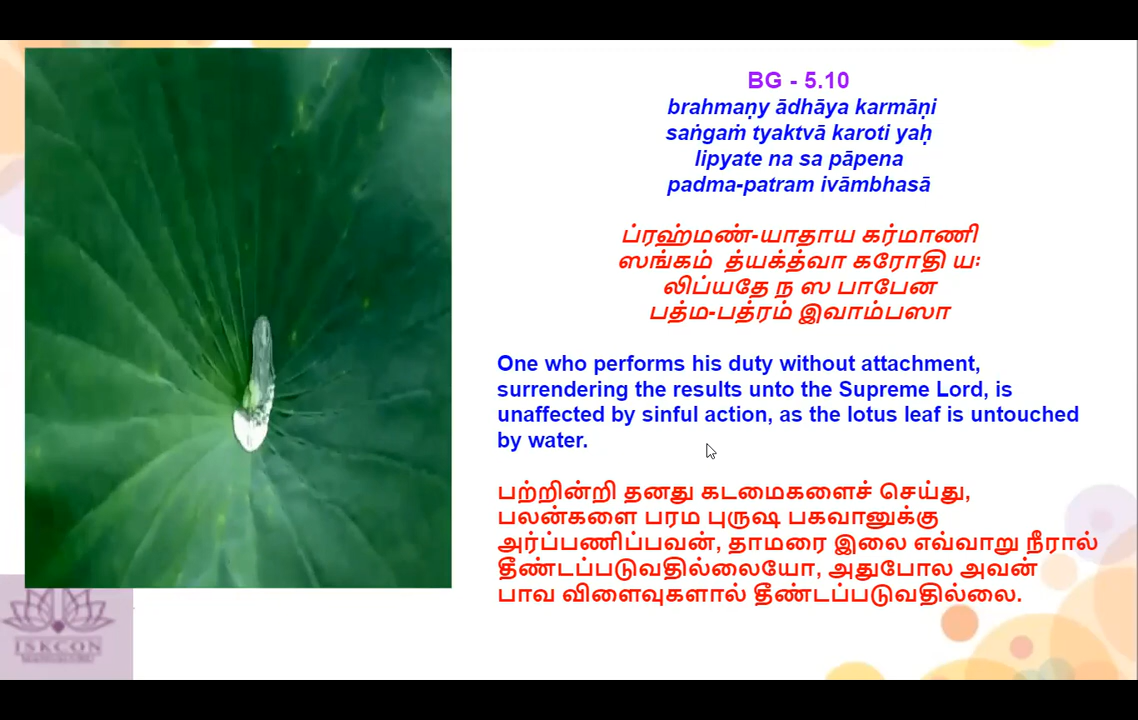 BG - 5.10
brahmaṇy ādhāya karmāṇi
saṅgaṁ tyaktvā karoti yaḥ
lipyate na sa pāpena
padma-patram ivāmbhasā
ப்ரஹ்மண்-யாதாய கர்மாணி
ஸங்கம் த்யக்த்வா கரோதி ய:
லிப்யதே ந ஸ பாபேன
பத்ம-பத்ரம் இவாம்பஸா
One who performs his duty without attachment,
surrendering the results unto the Supreme Lord, is
unaffected by sinful action, as the lotus leaf is untouched
by water.
பற்றின்றி தனது கடமைகளைச் செய்து,
பலன்களை பரம புருஷ பகவானுக்கு
அர்ப்பணிப்பவன், தாமரை இலை எவ்வாறு நீரால்
தீண்டப்படுவதில்லையோ, அதுபோல அவன்
பாவ விளைவுகளால் தீண்டப்படுவதில்லை.
ISKCON